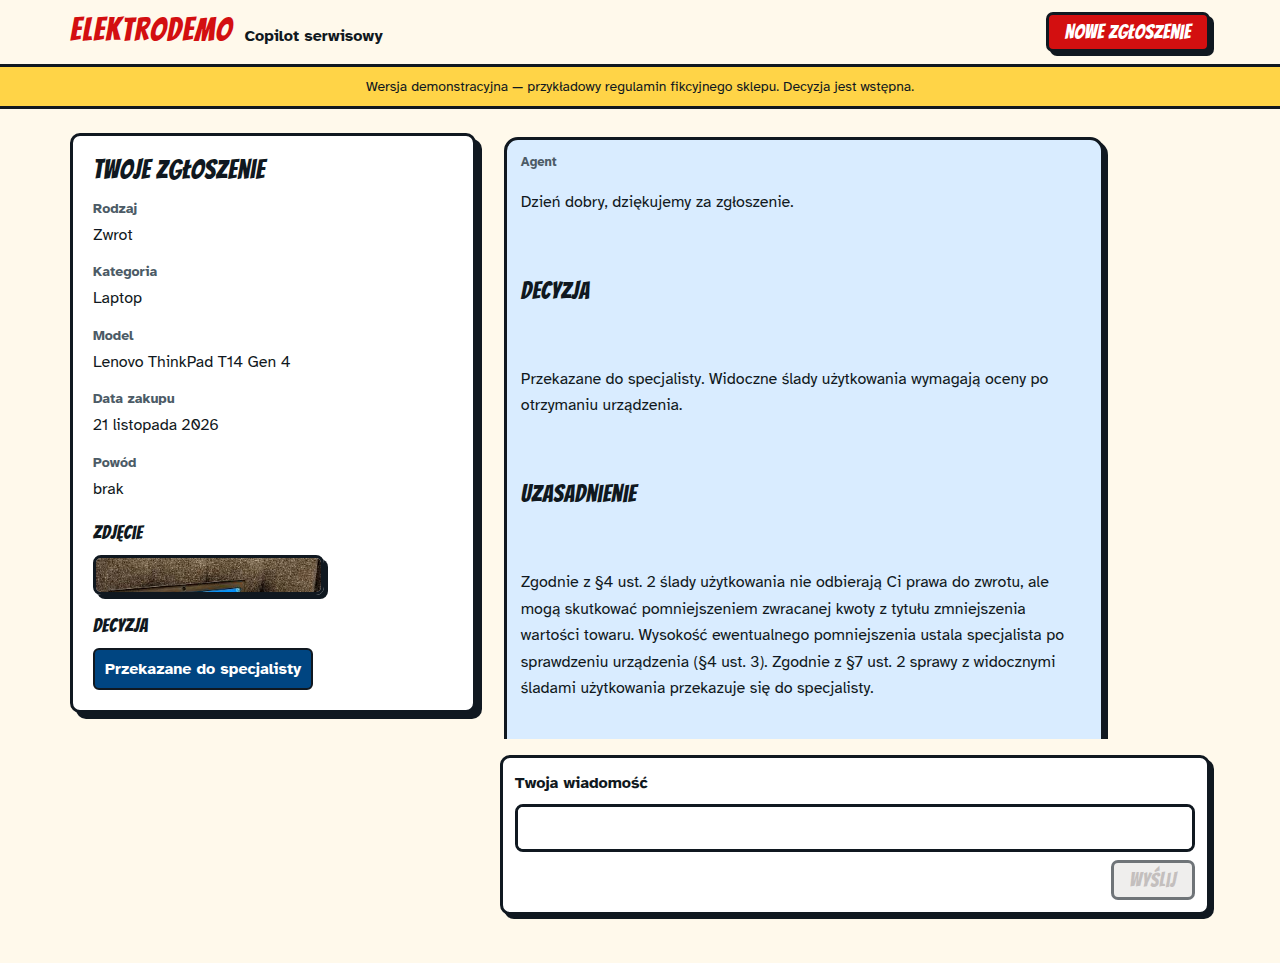 ELEKTRODEMO Copilot serwisowy
NOWE ZGŁOSZENIE
Wersja demonstracyjna — przykładowy regulamin fikcyjnego sklepu. Decyzja jest wstępna.
TWOJE ZGŁOSZENIE
Rodzaj
Zwrot
Kategoria
Laptop
Model
Lenovo ThinkPad T14 Gen 4
Data zakupu
21 listopada 2026
Powód
brak
ZDJĘCIE
DECYZJA
Przekazane do specjalisty
Agent
Dzień dobry, dziękujemy za zgłoszenie.
DECYZJA
Przekazane do specjalisty. Widoczne ślady użytkowania wymagają oceny po
otrzymaniu urządzenia.
UZASADNIENIE
Zgodnie z §4 ust. 2 ślady użytkowania nie odbierają Ci prawa do zwrotu, ale
mogą skutkować pomniejszeniem zwracanej kwoty z tytułu zmniejszenia
wartości towaru. Wysokość ewentualnego pomniejszenia ustala specjalista po
sprawdzeniu urządzenia (§4 ust. 3). Zgodnie z §7 ust. 2 sprawy z widocznymi
śladami użytkowania przekazuje się do specjalisty.
Twoja wiadomość
WYŚLIJ